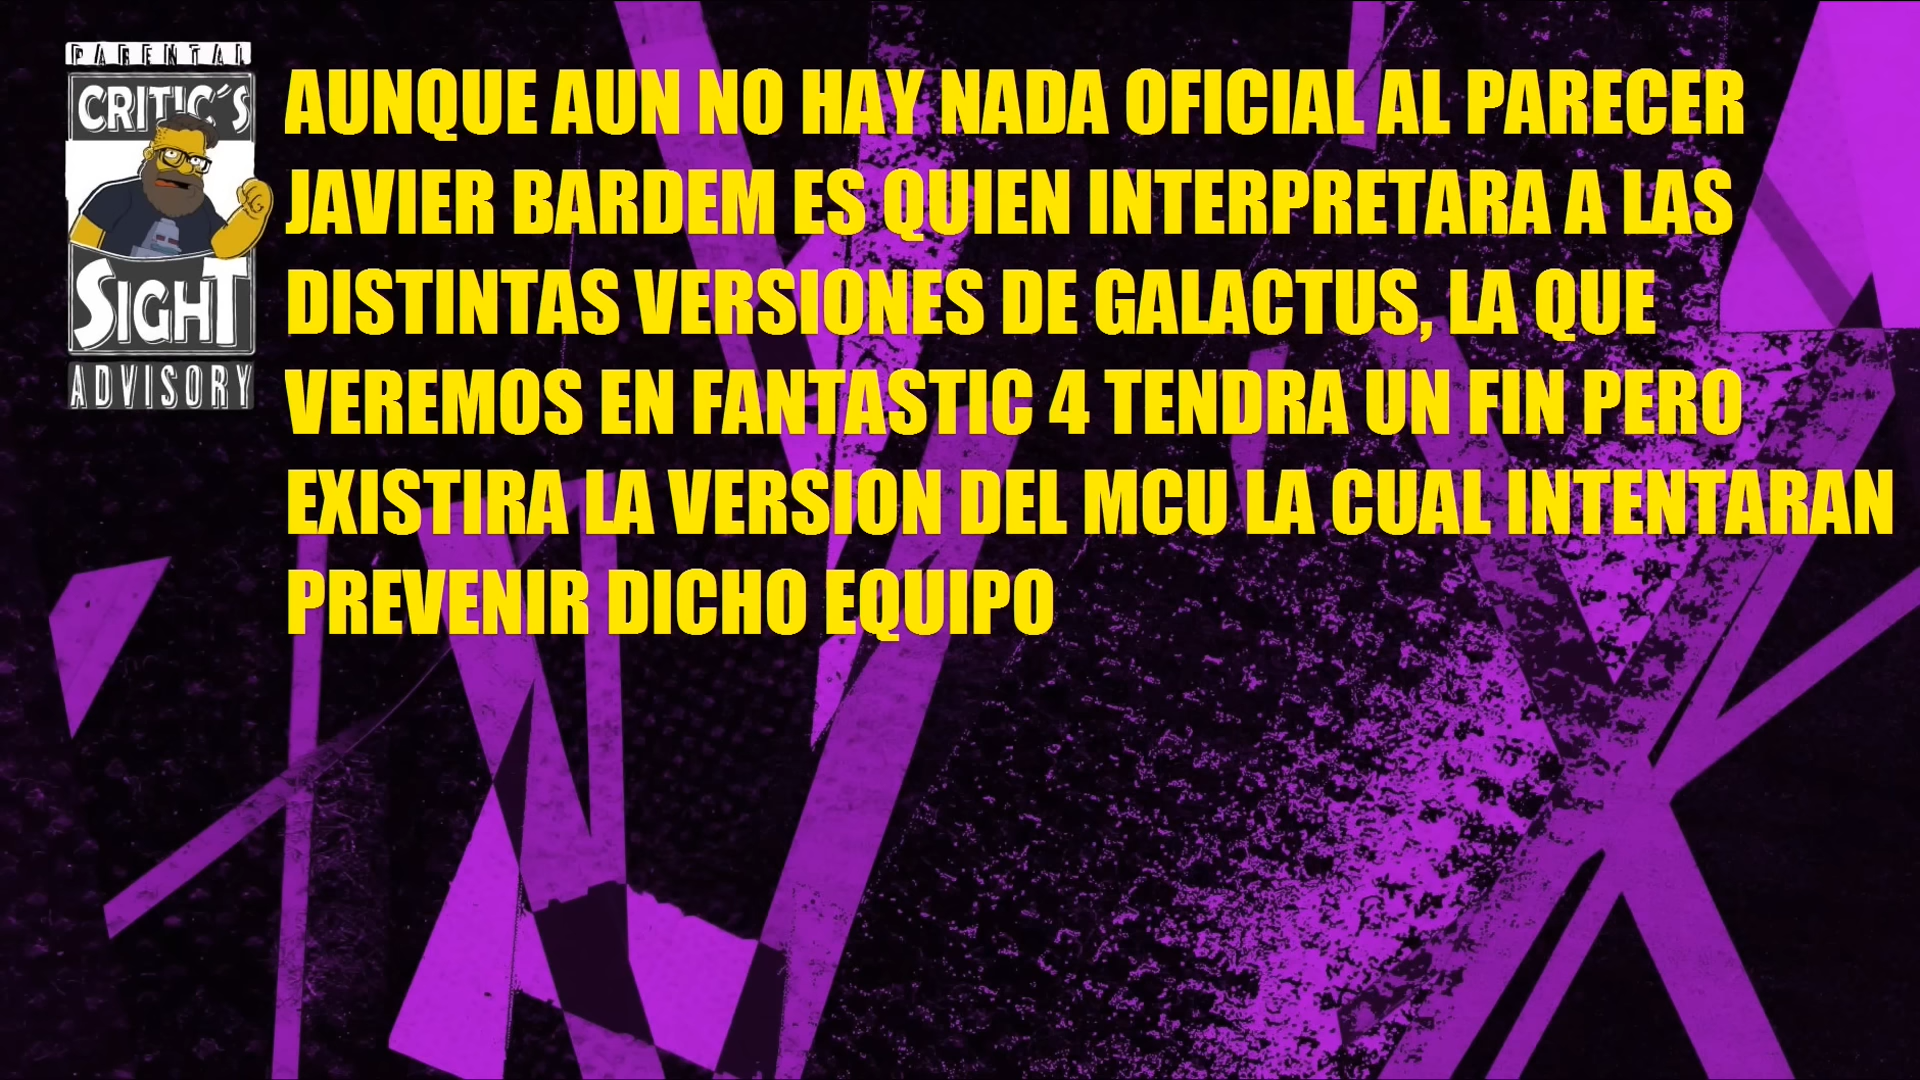 PARENTAL
CRITIC´S
SIGHT
ADVISORY
AUNQUE AUN NO HAY NADA OFICIAL AL PARECER
JAVIER BARDEM ES QUIEN INTERPRETARA A LAS
DISTINTAS VERSIONES DE GALACTUS, LA QUE
VEREMOS EN FANTASTIC 4 TENDRA UN FIN PERO
EXISTIRA LA VERSION DEL MCU LA CUAL INTENTARAN
PREVENIR DICHO EQUIPO